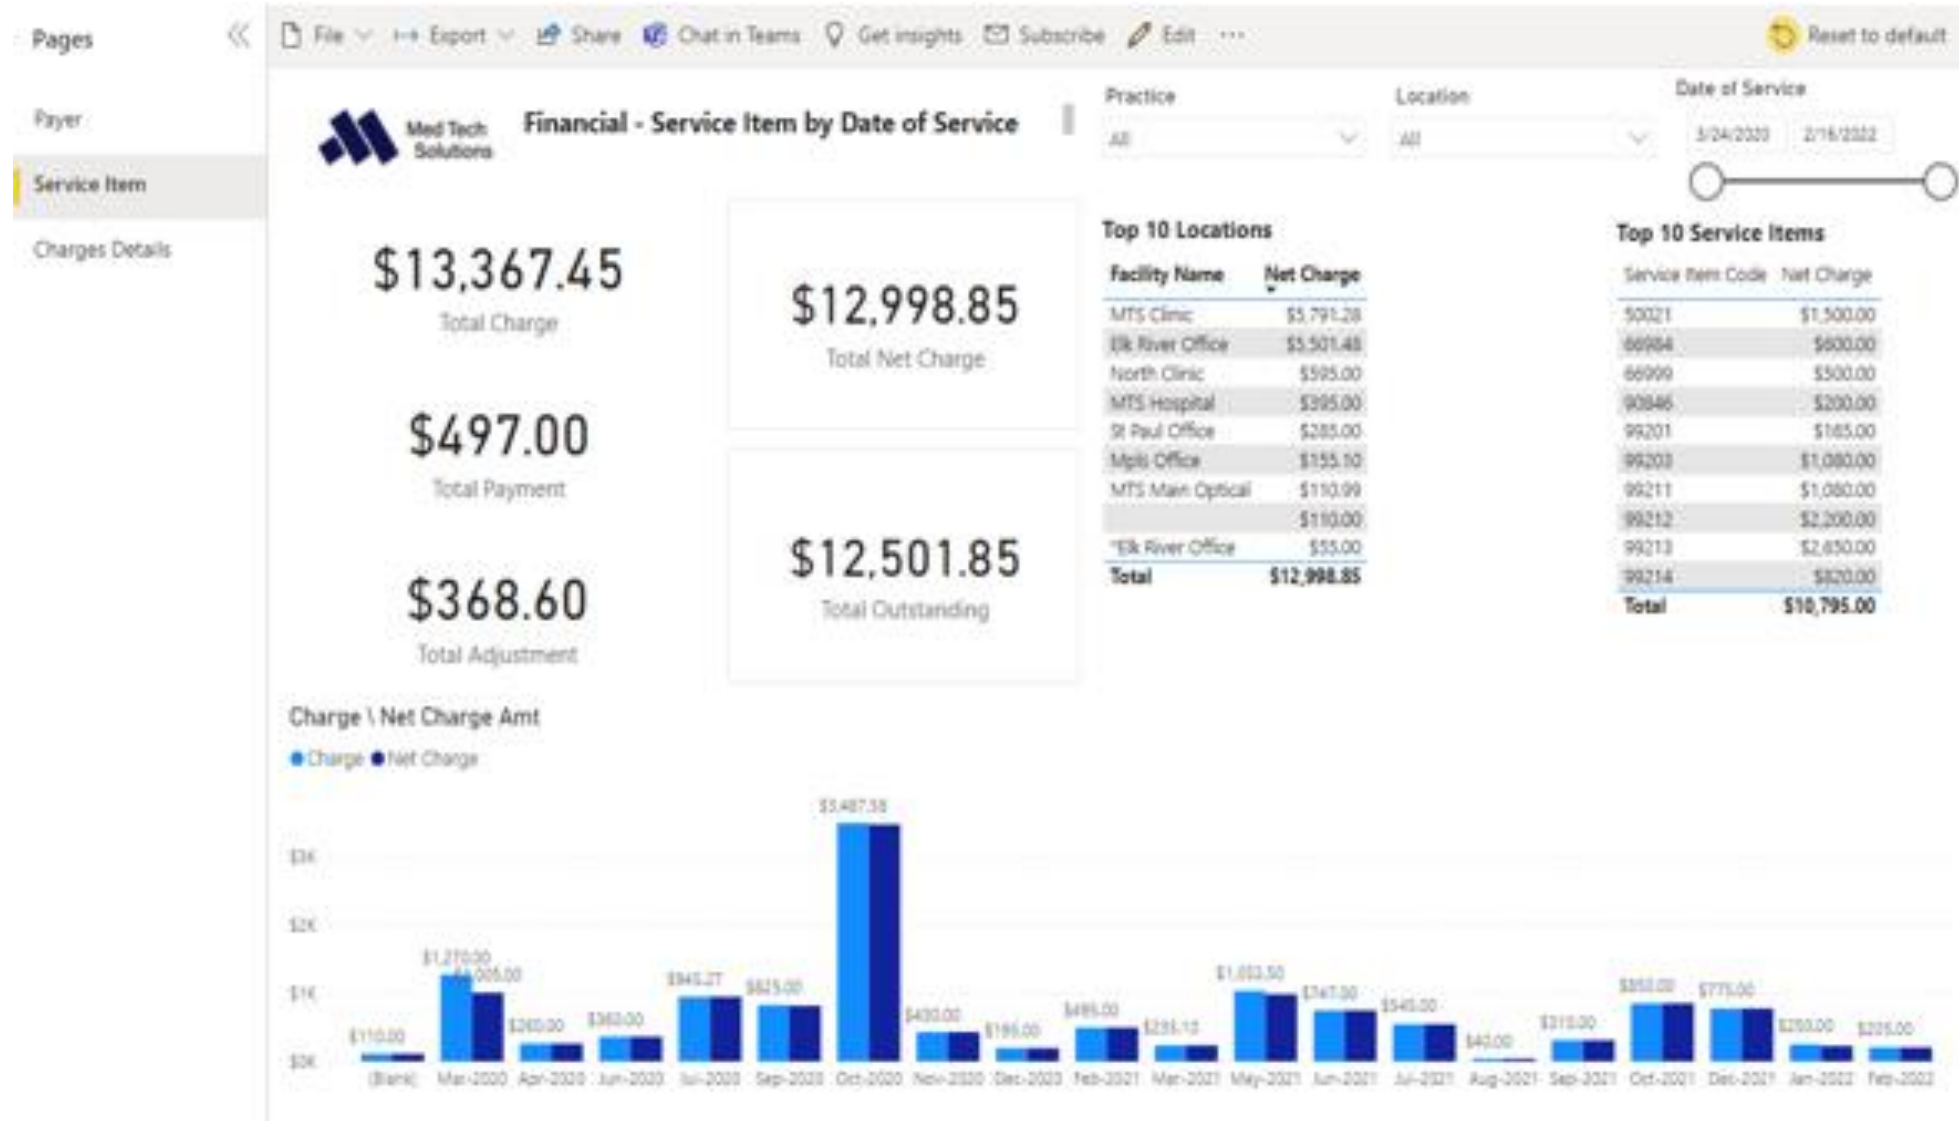 Pages
File
Export
Share
Chat in Teams
Get insights
Subscribe
Edit
Reset to default
Payer
Service Item
Charges Details
Med Tech
Solutions
Financial - Service Item by Date of Service
Practice
All
Location
All
Date of Service
3/24/2020 2/16/2022
$13,367.45
Total Charge
$497.00
Total Payment
$368.60
Total Adjustment
$12,998.85
Total Net Charge
$12,501.85
Total Outstanding
Top 10 Locations
Facility Name Net Charge
MTS Clinic $5,791.28
Elk River Office $5,501.48
North Clinic $595.00
MTS Hospital $395.00
St Paul Office $285.00
Mpls Office $155.10
MTS Main Optical $110.99
$110.00
*Elk River Office $55.00
Total $12,998.85
Top 10 Service Items
Service Item Code Net Charge
50021 $1,500.00
66984 $600.00
66999 $500.00
90846 $200.00
99201 $165.00
99203 $1,080.00
99211 $1,080.00
99212 $2,200.00
99213 $2,650.00
99214 $820.00
Total $10,795.00
Charge \ Net Charge Amt
Charge Net Charge
$3K
$2K
$1K
$0K
$110.00 $1,270.00 $1,005.00 $260.00 $360.00 $945.27 $825.00 $3,487.58 $430.00 $195.00 $495.00 $235.10 $747.00 $545.00 $40.00 $315.00 $850.00 $775.00 $250.00 $205.00
(Blank) Mar-2020 Apr-2020 Jun-2020 Jul-2020 Sep-2020 Oct-2020 Nov-2020 Dec-2020 Feb-2021 Mar-2021 May-2021 Jun-2021 Jul-2021 Aug-2021 Sep-2021 Oct-2021 Dec-2021 Jan-2022 Feb-2022